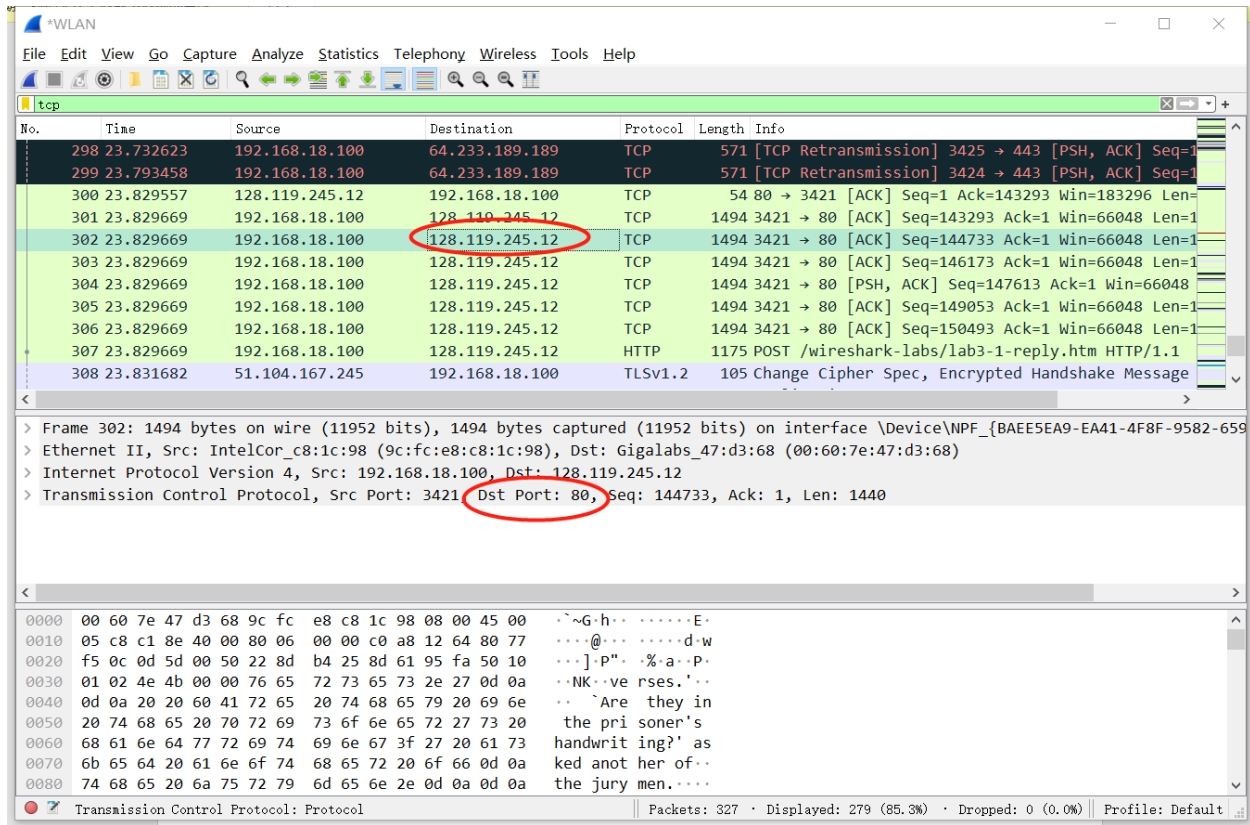 *WLAN
File Edit View Go Capture Analyze Statistics Telephony Wireless Tools Help
tcp
No. Time Source Destination Protocol Length Info
298 23.732623 192.168.18.100 64.233.189.189 TCP 571 [TCP Retransmission] 3425 → 443 [PSH, ACK] Seq=1
299 23.793458 192.168.18.100 64.233.189.189 TCP 571 [TCP Retransmission] 3424 → 443 [PSH, ACK] Seq=1
300 23.829557 128.119.245.12 192.168.18.100 TCP 54 80 → 3421 [ACK] Seq=1 Ack=143293 Win=183296 Len=
301 23.829669 192.168.18.100 128.119.245.12 TCP 1494 3421 → 80 [ACK] Seq=143293 Ack=1 Win=66048 Len=1
302 23.829669 192.168.18.100 128.119.245.12 TCP 1494 3421 → 80 [ACK] Seq=144733 Ack=1 Win=66048 Len=1
303 23.829669 192.168.18.100 128.119.245.12 TCP 1494 3421 → 80 [ACK] Seq=146173 Ack=1 Win=66048 Len=1
304 23.829669 192.168.18.100 128.119.245.12 TCP 1494 3421 → 80 [PSH, ACK] Seq=147613 Ack=1 Win=66048
305 23.829669 192.168.18.100 128.119.245.12 TCP 1494 3421 → 80 [ACK] Seq=149053 Ack=1 Win=66048 Len=1
306 23.829669 192.168.18.100 128.119.245.12 TCP 1494 3421 → 80 [ACK] Seq=150493 Ack=1 Win=66048 Len=1
307 23.829669 192.168.18.100 128.119.245.12 HTTP 1175 POST /wireshark-labs/lab3-1-reply.htm HTTP/1.1
308 23.831682 51.104.167.245 192.168.18.100 TLSv1.2 105 Change Cipher Spec, Encrypted Handshake Message
Frame 302: 1494 bytes on wire (11952 bits), 1494 bytes captured (11952 bits) on interface \Device\NPF_{BAEE5EA9-EA41-4F8F-9582-659
Ethernet II, Src: IntelCor_c8:1c:98 (9c:fc:e8:c8:1c:98), Dst: Gigalabs_47:d3:68 (00:60:7e:47:d3:68)
Internet Protocol Version 4, Src: 192.168.18.100, Dst: 128.119.245.12
Transmission Control Protocol, Src Port: 3421, Dst Port: 80, Seq: 144733, Ack: 1, Len: 1440
0000 00 60 7e 47 d3 68 9c fc e8 c8 1c 98 08 00 45 00 ·`~G·h·· ······E·
0010 05 c8 c1 8e 40 00 80 06 00 00 c0 a8 12 64 80 77 ····@··· ·····d·w
0020 f5 0c 0d 5d 00 50 22 8d b4 25 8d 61 95 fa 50 10 ···]·P"· ·%·a··P·
0030 01 02 4e 4b 00 00 76 65 72 73 65 73 2e 27 0d 0a ··NK··ve rses.'··
0040 0d 0a 20 20 60 41 72 65 20 74 68 65 79 20 69 6e ··  `Are  they in
0050 20 74 68 65 20 70 72 69 73 6f 6e 65 72 27 73 20 the pri soner's
0060 68 61 6e 64 77 72 69 74 69 6e 67 3f 27 20 61 73 handwrit ing?' as
0070 6b 65 64 20 61 6e 6f 74 68 65 72 20 6f 66 0d 0a ked anot her of··
0080 74 68 65 20 6a 75 72 79 6d 65 6e 2e 0d 0a 0d 0a the jury men.····
Transmission Control Protocol: Protocol Packets: 327 · Displayed: 279 (85.3%) · Dropped: 0 (0.0%) Profile: Default